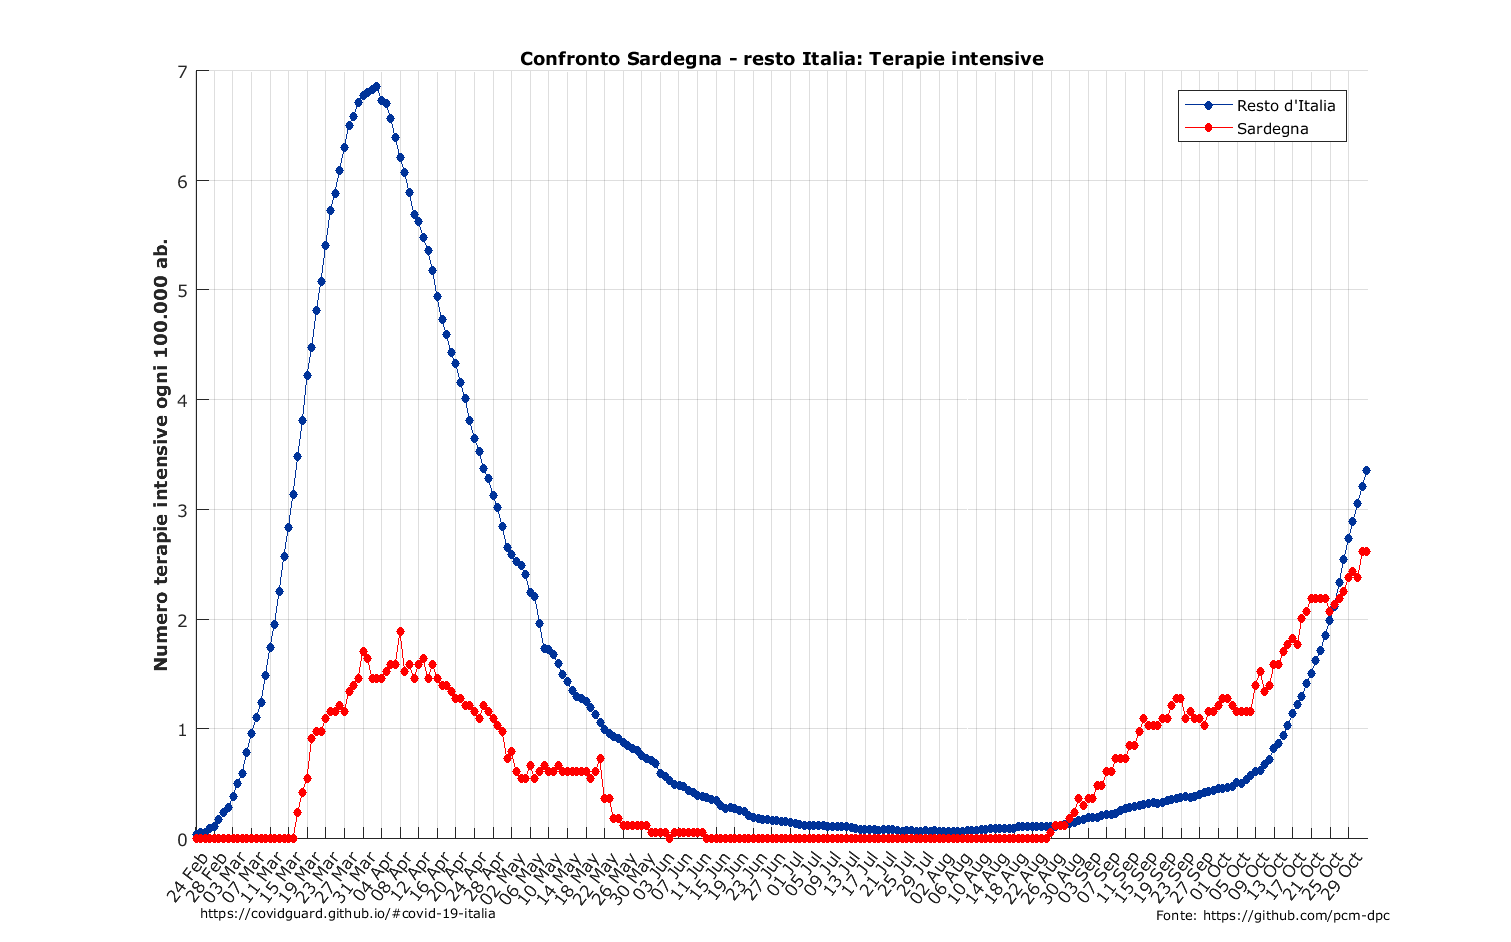 Confronto Sardegna - resto Italia: Terapie intensive
Resto d'Italia
Sardegna
Numero terapie intensive ogni 100.000 ab.
7
6
5
4
3
2
1
0
24 Feb
28 Feb
03 Mar
07 Mar
11 Mar
15 Mar
19 Mar
23 Mar
27 Mar
31 Mar
04 Apr
08 Apr
12 Apr
16 Apr
20 Apr
24 Apr
28 Apr
02 May
06 May
10 May
14 May
18 May
22 May
26 May
30 May
03 Jun
07 Jun
11 Jun
15 Jun
19 Jun
23 Jun
27 Jun
01 Jul
05 Jul
09 Jul
13 Jul
17 Jul
21 Jul
25 Jul
29 Jul
02 Aug
06 Aug
10 Aug
14 Aug
18 Aug
22 Aug
26 Aug
30 Aug
03 Sep
07 Sep
11 Sep
15 Sep
19 Sep
23 Sep
27 Sep
01 Oct
05 Oct
09 Oct
13 Oct
17 Oct
21 Oct
25 Oct
29 Oct
https://covidguard.github.io/#covid-19-italia
Fonte: https://github.com/pcm-dpc